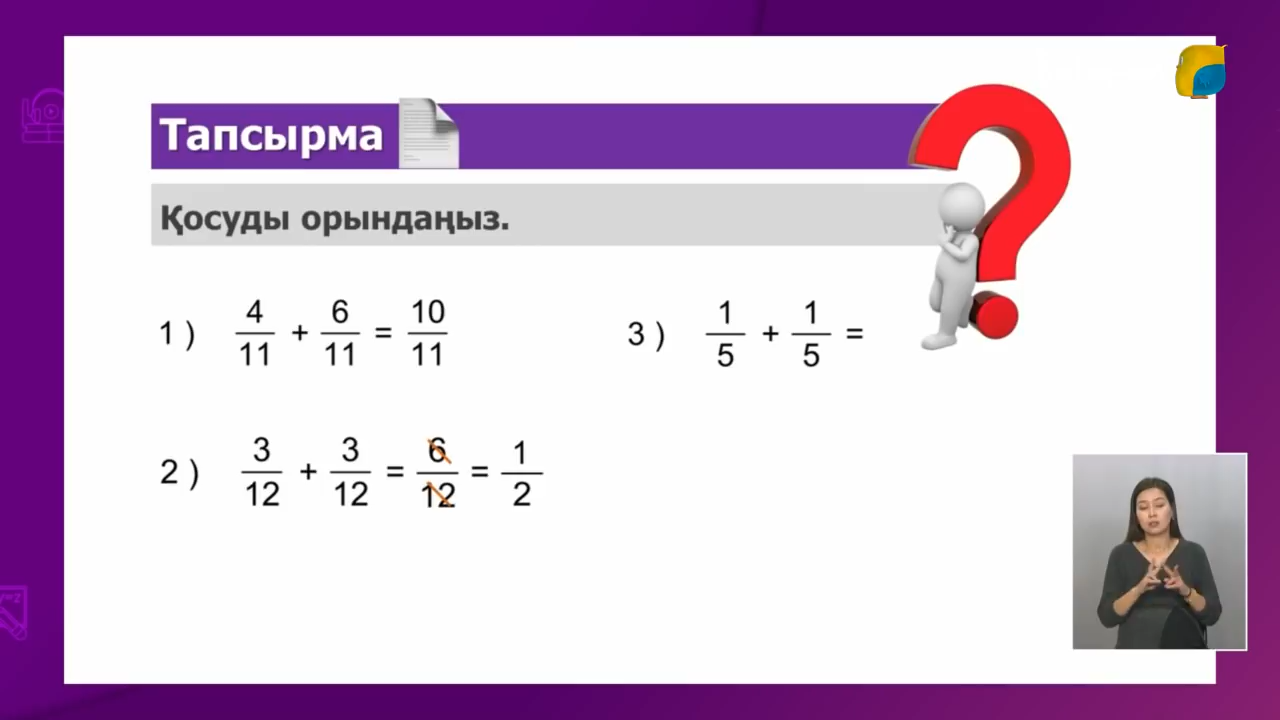 Тапсырма
Қосуды орындаңыз.
1 ) 4/11 + 6/11 = 10/11
3 ) 1/5 + 1/5 =
2 ) 3/12 + 3/12 = 6/12 = 1/2